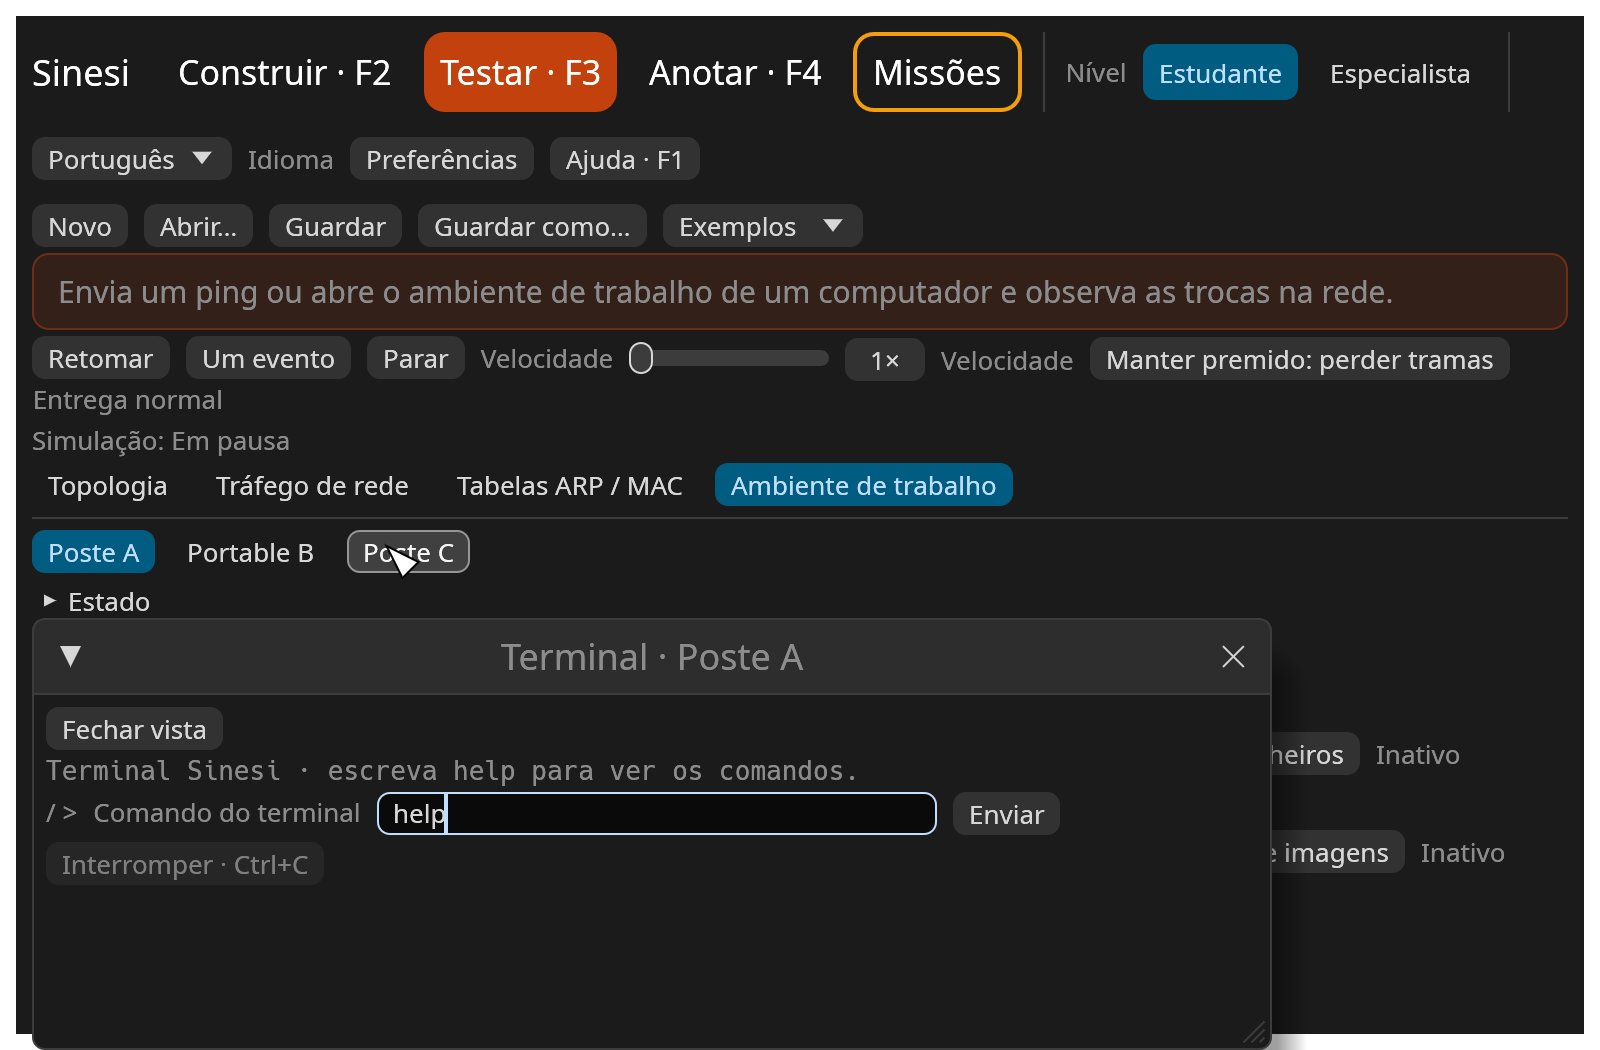 Sinesi Construir · F2 Testar · F3 Anotar · F4 Missões Nível Estudante Especialista
Português Idioma Preferências Ajuda · F1
Novo Abrir... Guardar Guardar como... Exemplos
Envia um ping ou abre o ambiente de trabalho de um computador e observa as trocas na rede.
Retomar Um evento Parar Velocidade 1× Velocidade Manter premido: perder tramas
Entrega normal
Simulação: Em pausa
Topologia Tráfego de rede Tabelas ARP / MAC Ambiente de trabalho
Poste A Portable B Poste C
Estado
Terminal · Poste A
Fechar vista
heiros Inativo
Terminal Sinesi · escreva help para ver os comandos.
/ > Comando do terminal help Enviar
e imagens Inativo
Interromper · Ctrl+C